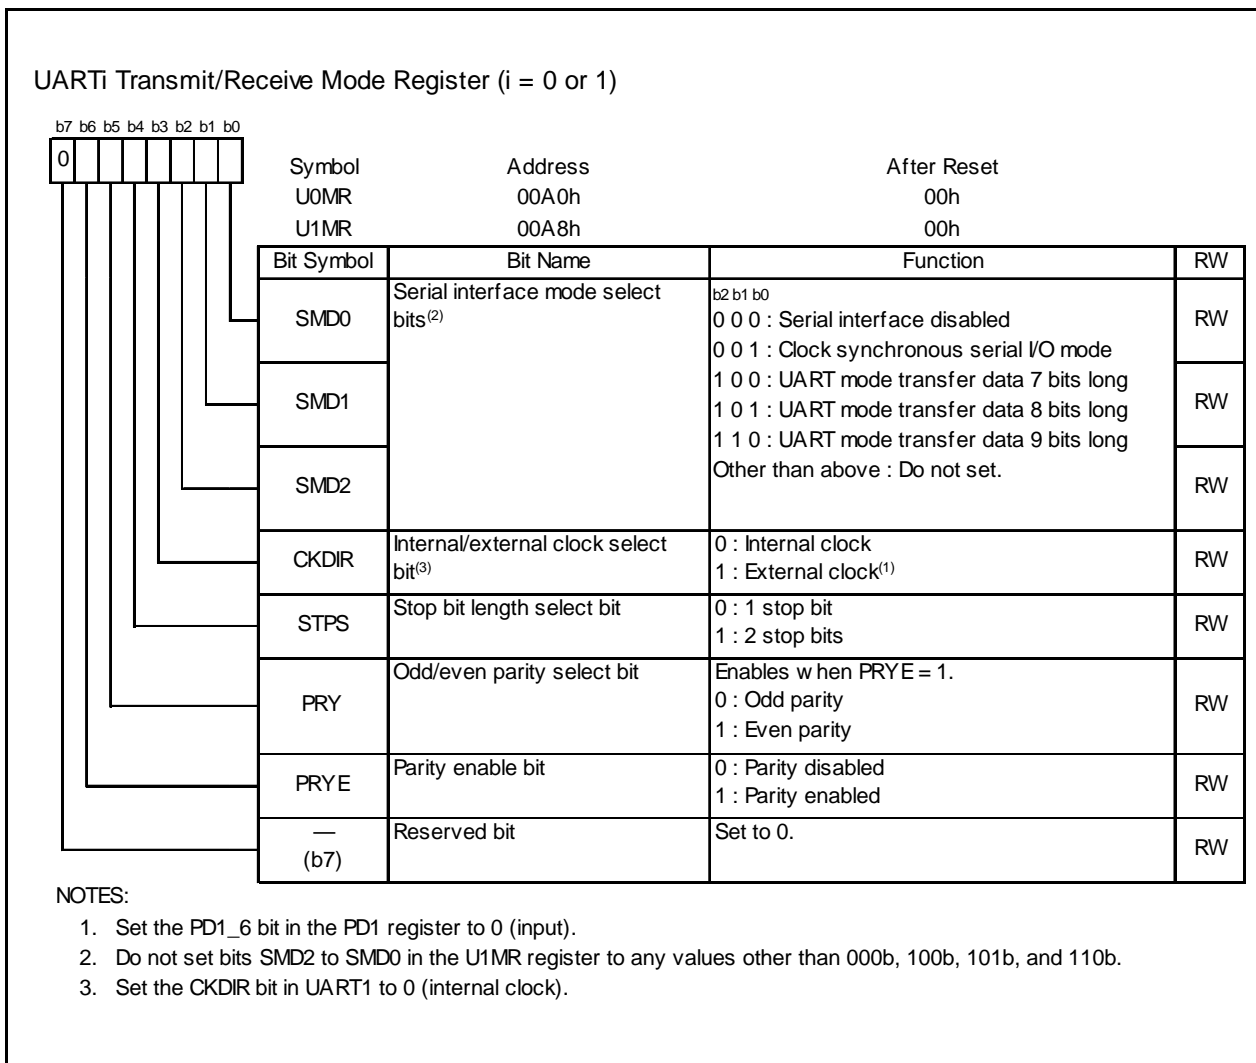 UARTi Transmit/Receive Mode Register (i = 0 or 1)
b7 b6 b5 b4 b3 b2 b1 b0
0
Symbol Address After Reset
U0MR 00A0h 00h
U1MR 00A8h 00h
Bit Symbol Bit Name Function RW
SMD0 Serial interface mode select bits(2) b2 b1 b0 RW
0 0 0 : Serial interface disabled
0 0 1 : Clock synchronous serial I/O mode
SMD1 1 0 0 : UART mode transfer data 7 bits long RW
1 0 1 : UART mode transfer data 8 bits long
1 1 0 : UART mode transfer data 9 bits long
SMD2 Other than above : Do not set. RW
CKDIR Internal/external clock select bit(3) 0 : Internal clock RW
1 : External clock(1)
STPS Stop bit length select bit 0 : 1 stop bit RW
1 : 2 stop bits
PRY Odd/even parity select bit Enables when PRYE = 1. RW
0 : Odd parity
1 : Even parity
PRYE Parity enable bit 0 : Parity disabled RW
1 : Parity enabled
— (b7) Reserved bit Set to 0. RW
NOTES:
1. Set the PD1_6 bit in the PD1 register to 0 (input).
2. Do not set bits SMD2 to SMD0 in the U1MR register to any values other than 000b, 100b, 101b, and 110b.
3. Set the CKDIR bit in UART1 to 0 (internal clock).